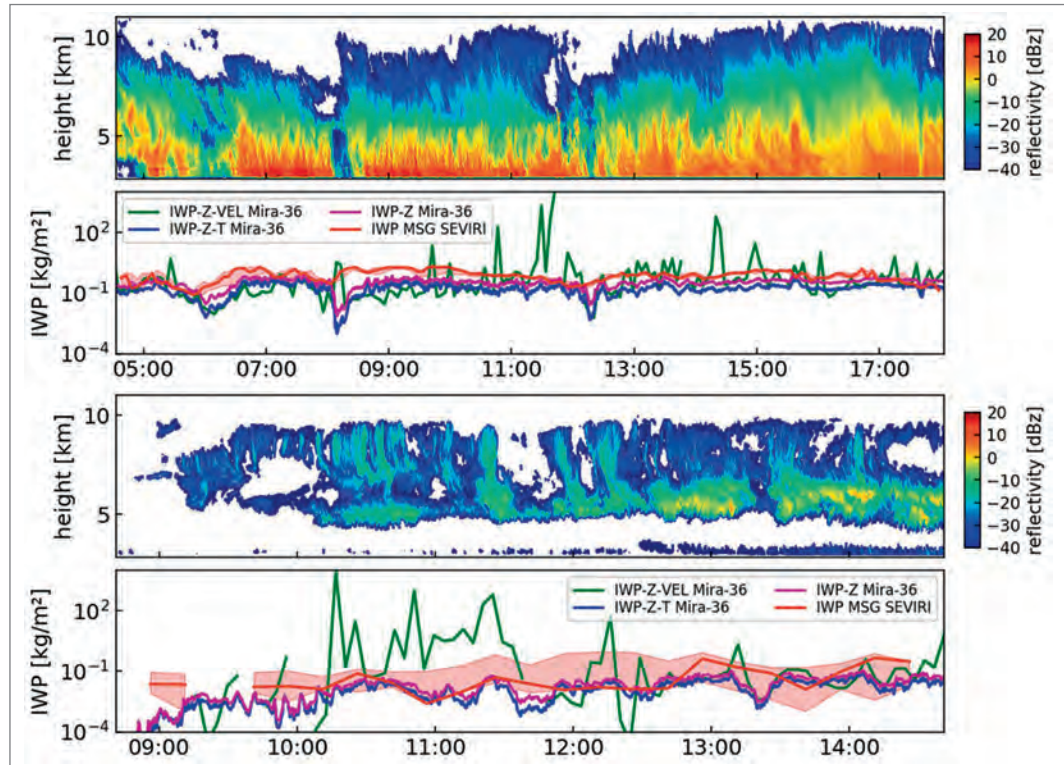 height [km]
10
5
reflectivity [dBz]
20
10
0
−10
−20
−30
−40
IWP [kg/m²]
10²
10⁻¹
10⁻⁴
IWP-Z-VEL Mira-36
IWP-Z Mira-36
IWP-Z-T Mira-36
IWP MSG SEVIRI
05:00 07:00 09:00 11:00 13:00 15:00 17:00
height [km]
10
5
reflectivity [dBz]
20
10
0
−10
−20
−30
−40
IWP [kg/m²]
10²
10⁻¹
10⁻⁴
IWP-Z-VEL Mira-36
IWP-Z Mira-36
IWP-Z-T Mira-36
IWP MSG SEVIRI
09:00 10:00 11:00 12:00 13:00 14:00